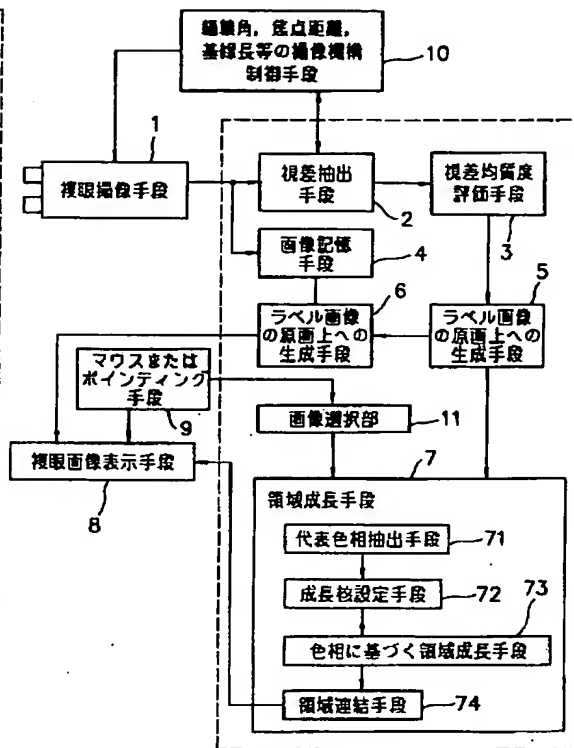 輻輳角，焦点距離，
基線長等の撮像機構
制御手段
10
1
複眼撮像手段
視差抽出
手段
2
視差均質度
評価手段
3
画像記憶
手段
4
6
ラベル画像
の原画上への
生成手段
5
ラベル画像
の原画上への
生成手段
マウスまたは
ポインティング
手段
9
画像選択部
11
複眼画像表示手段
8
7
領域成長手段
代表色相抽出手段
71
成長核設定手段
72
73
色相に基づく領域成長手段
領域連結手段
74